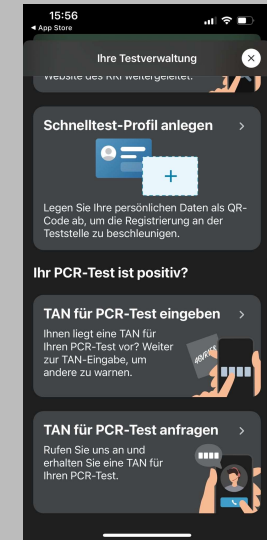 15:56
◀ App Store
Ihre Testverwaltung
Website des RKI weitergeleitet.
Schnelltest-Profil anlegen
Legen Sie Ihre persönlichen Daten als QR-
Code ab, um die Registrierung an der
Teststelle zu beschleunigen.
Ihr PCR-Test ist positiv?
TAN für PCR-Test eingeben
Ihnen liegt eine TAN für
Ihren PCR-Test vor? Weiter
zur TAN-Eingabe, um
andere zu warnen.
TAN für PCR-Test anfragen
Rufen Sie uns an und
erhalten Sie eine TAN für
Ihren PCR-Test.